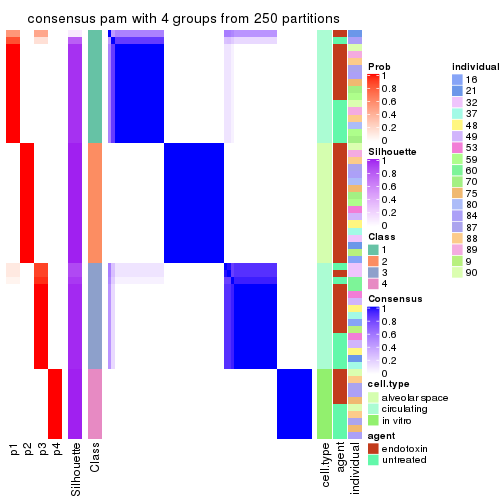 consensus pam with 4 groups from 250 partitions
p1
p2
p3
p4
Silhouette
Class
cell.type
agent
individual
Prob
1
0.8
0.6
0.4
0.2
0
Silhouette
1
0.8
0.6
0.4
0.2
0
Class
1
2
3
4
Consensus
1
0.8
0.6
0.4
0.2
0
cell.type
alveolar space
circulating
in vitro
agent
endotoxin
untreated
individual
16
21
32
37
48
49
53
59
60
70
75
80
84
87
88
89
9
90